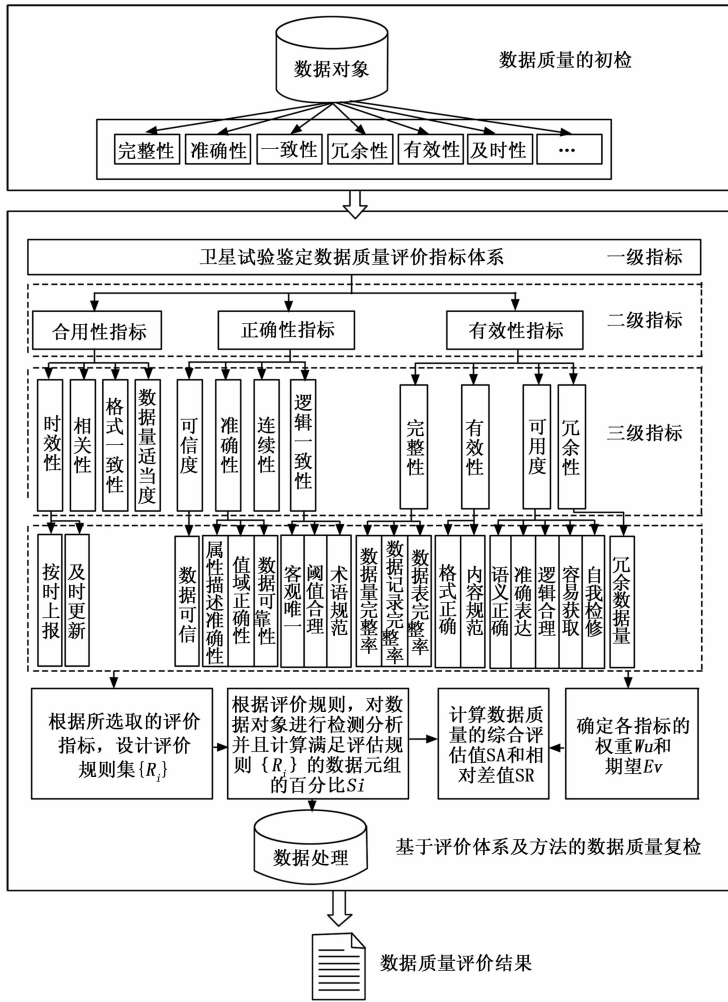 数据对象
数据质量的初检
完整性
准确性
一致性
冗余性
有效性
及时性
…
卫星试验鉴定数据质量评价指标体系
一级指标
合用性指标
正确性指标
有效性指标
二级指标
时效性
相关性
格式一致性
数据量适当度
可信度
准确性
连续性
逻辑一致性
完整性
有效性
可用度
冗余性
三级指标
按时上报
及时更新
数据可信
属性描述准确性
值域正确性
数据可靠性
客观唯一
阈值合理
术语规范
数据量完整率
数据记录完整率
数据表完整率
格式正确
内容规范
语义正确
准确表达
逻辑合理
容易获取
自我检修
冗余数据量
根据所选取的评价
指标，设计评价
规则集{Ri}
根据评价规则，对数
据对象进行检测分析
并且计算满足评估规
则{Ri}的数据元组
的百分比Si
计算数据质
量的综合评
估值SA和相
对差值SR
确定各指标的
权重Wu和
期望Ev
数据处理
基于评价体系及方法的数据质量复检
数据质量评价结果